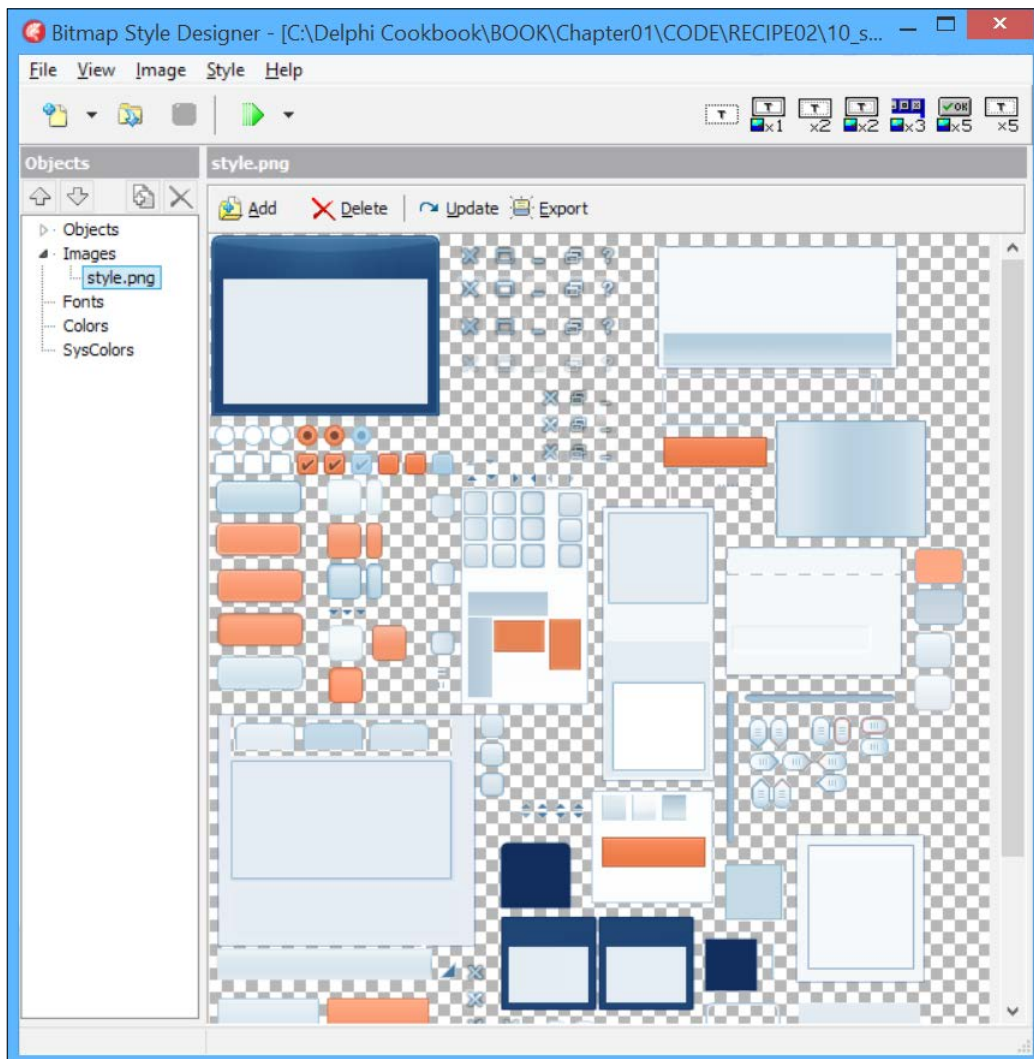 Bitmap Style Designer - [C:\Delphi Cookbook\BOOK\Chapter01\CODE\RECIPE02\10_s...
File View Image Style Help
T
T x1
T x2
T x2
x3
OK x5
T x5
Objects
style.png
Add Delete Update Export
Objects
Images
style.png
Fonts
Colors
SysColors